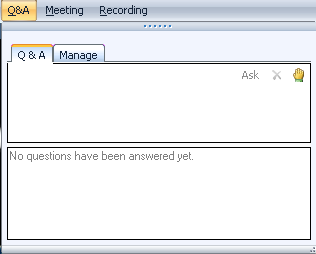 Q&A Meeting Recording
Q & A Manage
Ask
No questions have been answered yet.